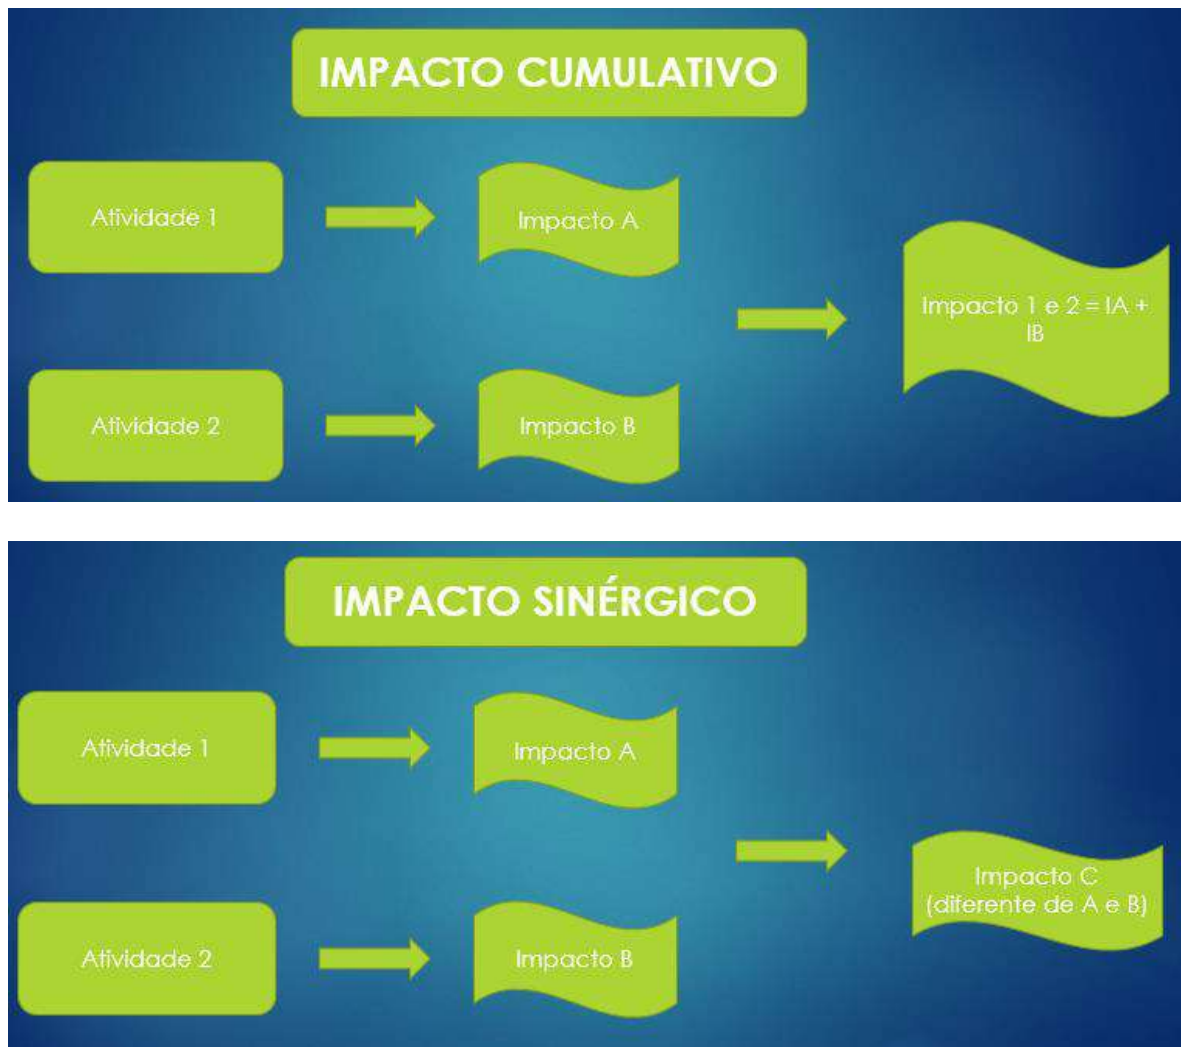 IMPACTO CUMULATIVO
Atividade 1
Impacto A
Impacto 1 e 2 = IA +
IB
Atividade 2
Impacto B
IMPACTO SINÉRGICO
Atividade 1
Impacto A
Impacto C
(diferente de A e B)
Atividade 2
Impacto B